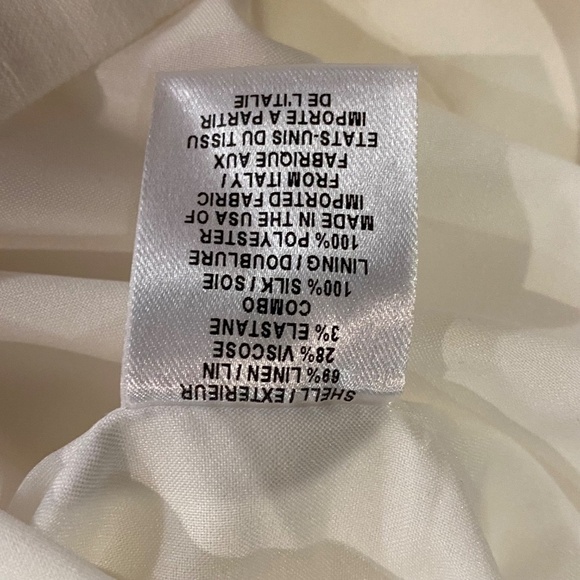 SHELL / EXTERIEUR
69% LINEN / LIN
28% VISCOSE
3% ELASTANE
COMBO
100% SILK / SOIE
LINING / DOUBLURE
100% POLYESTER
MADE IN THE USA OF
IMPORTED FABRIC
FROM ITALY /
FABRIQUE AUX
ETATS-UNIS DU TISSU
IMPORTE A PARTIR
DE L'ITALIE